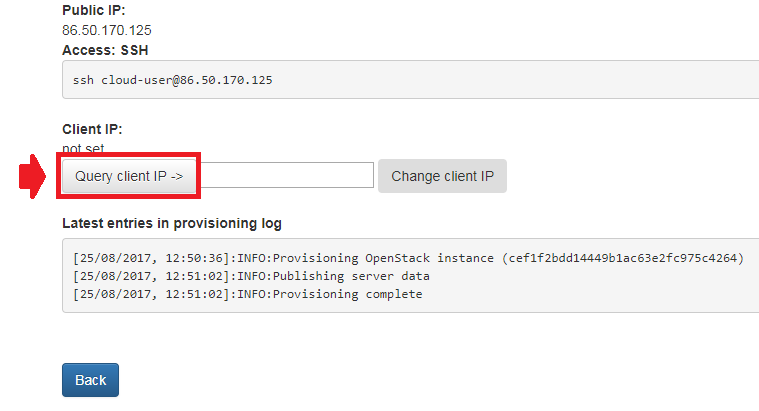 Public IP:
86.50.170.125
Access: SSH
ssh cloud-user@86.50.170.125
Client IP:
not set
Query client IP -> Change client IP
Latest entries in provisioning log
[25/08/2017, 12:50:36]:INFO:Provisioning OpenStack instance (cef1f2bdd14449b1ac63e2fc975c4264)
[25/08/2017, 12:51:02]:INFO:Publishing server data
[25/08/2017, 12:51:02]:INFO:Provisioning complete
Back